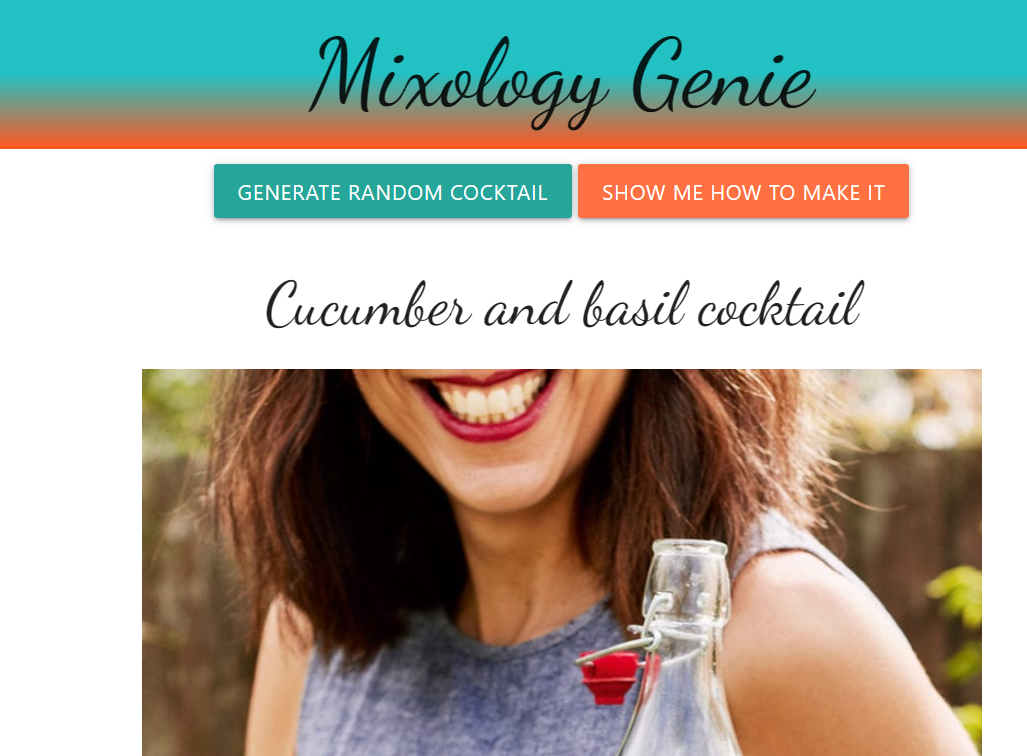 Mixology Genie
GENERATE RANDOM COCKTAIL SHOW ME HOW TO MAKE IT
Cucumber and basil cocktail